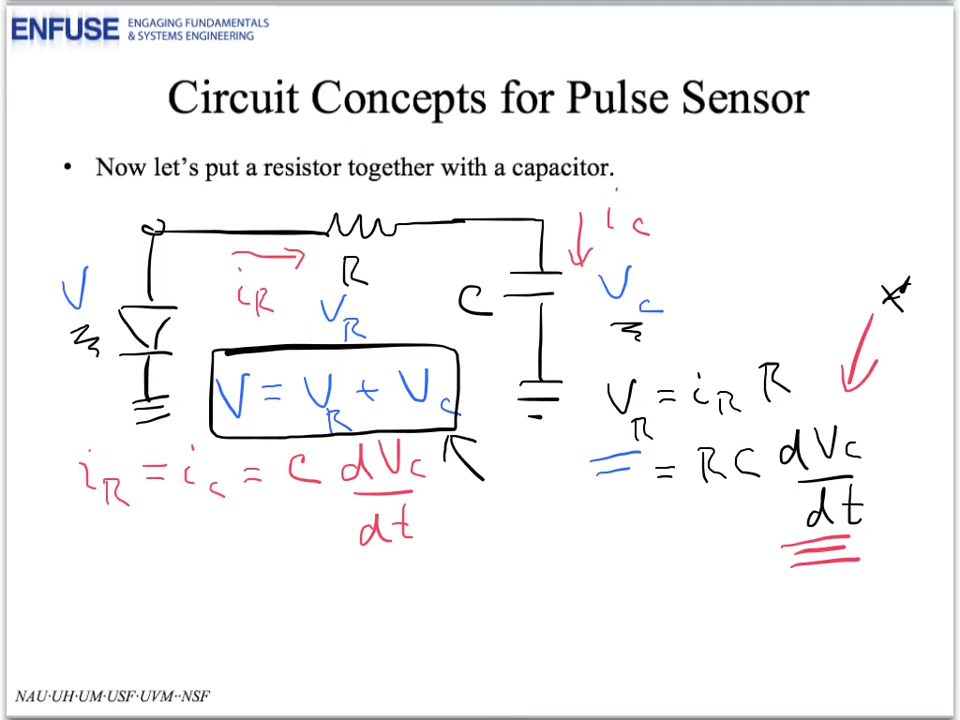 ENFUSE ENGAGING FUNDAMENTALS & SYSTEMS ENGINEERING
Circuit Concepts for Pulse Sensor
• Now let's put a resistor together with a capacitor.
i_c
i_R
R
V
V_R
C
V_c
V = V_R + V_c
V_R = i_R R
i_R = i_c = C dV_c/dt
= RC dV_c/dt
NAU·UH·UM·USF·UVM··NSF